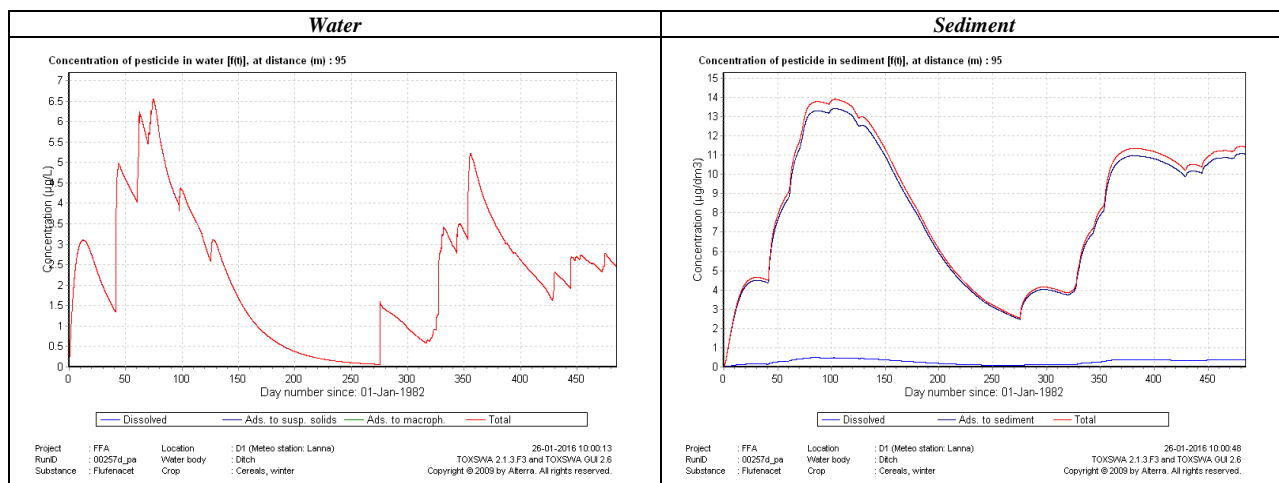 Water
Concentration of pesticide in water [f(t)], at distance (m) : 95
7
6.5
6
5.5
5
4.5
4
3.5
3
2.5
2
1.5
1
0.5
0
Concentration (µg/L)
0 50 100 150 200 250 300 350 400 450
Day number since: 01-Jan-1982
Dissolved Ads. to susp. solids Ads. to macroph. Total
Project : FFA Location : D1 (Meteo station: Lanna) 26-01-2016 10:00:13
RunID : 00257d_pa Water body : Ditch TOXSWA 2.1.3.F3 and TOXSWA GUI 2.6
Substance : Flufenacet Crop : Cereals, winter Copyright © 2009 by Alterra. All rights reserved.
Sediment
Concentration of pesticide in sediment [f(t)], at distance (m) : 95
15
14
13
12
11
10
9
8
7
6
5
4
3
2
1
0
Concentration (µg/dm3)
0 50 100 150 200 250 300 350 400 450
Day number since: 01-Jan-1982
Dissolved Ads. to sediment Total
Project : FFA Location : D1 (Meteo station: Lanna) 26-01-2016 10:00:48
RunID : 00257d_pa Water body : Ditch TOXSWA 2.1.3.F3 and TOXSWA GUI 2.6
Substance : Flufenacet Crop : Cereals, winter Copyright © 2009 by Alterra. All rights reserved.